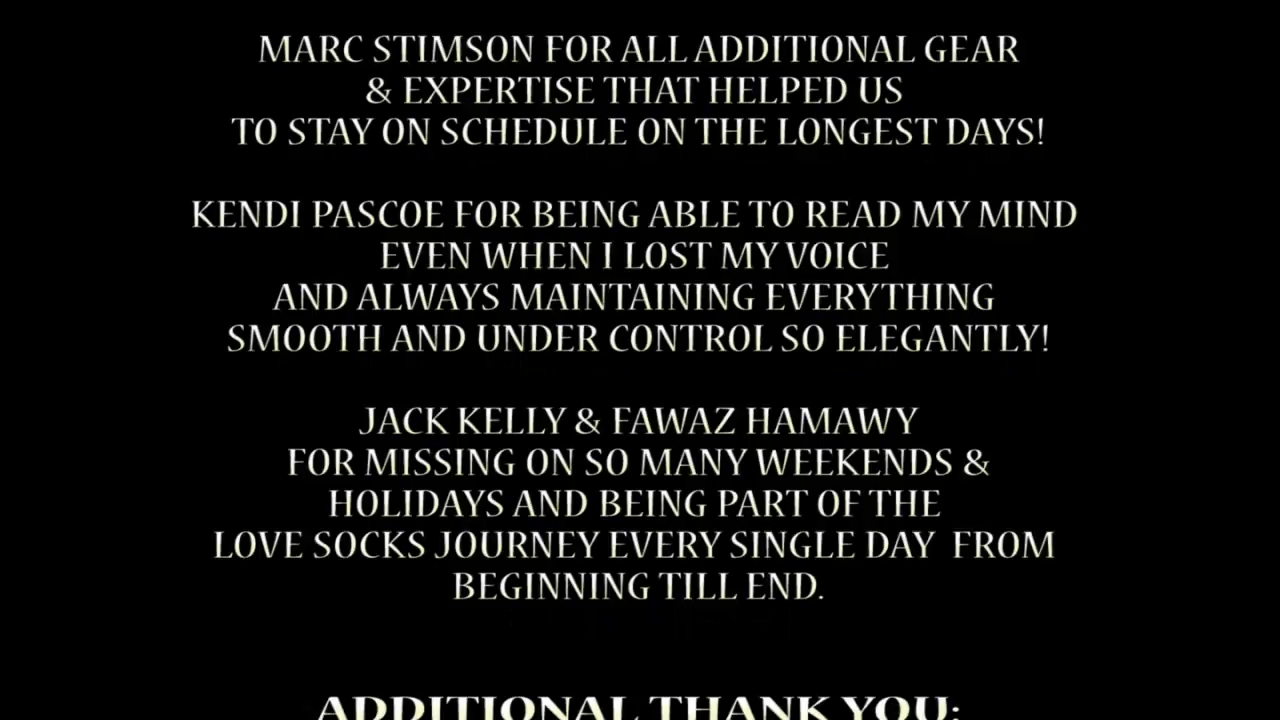 MARC STIMSON FOR ALL ADDITIONAL GEAR
& EXPERTISE THAT HELPED US
TO STAY ON SCHEDULE ON THE LONGEST DAYS!
KENDI PASCOE FOR BEING ABLE TO READ MY MIND
EVEN WHEN I LOST MY VOICE
AND ALWAYS MAINTAINING EVERYTHING
SMOOTH AND UNDER CONTROL SO ELEGANTLY!
JACK KELLY & FAWAZ HAMAWY
FOR MISSING ON SO MANY WEEKENDS &
HOLIDAYS AND BEING PART OF THE
LOVE SOCKS JOURNEY EVERY SINGLE DAY FROM
BEGINNING TILL END.
ADDITIONAL THANK YOU: